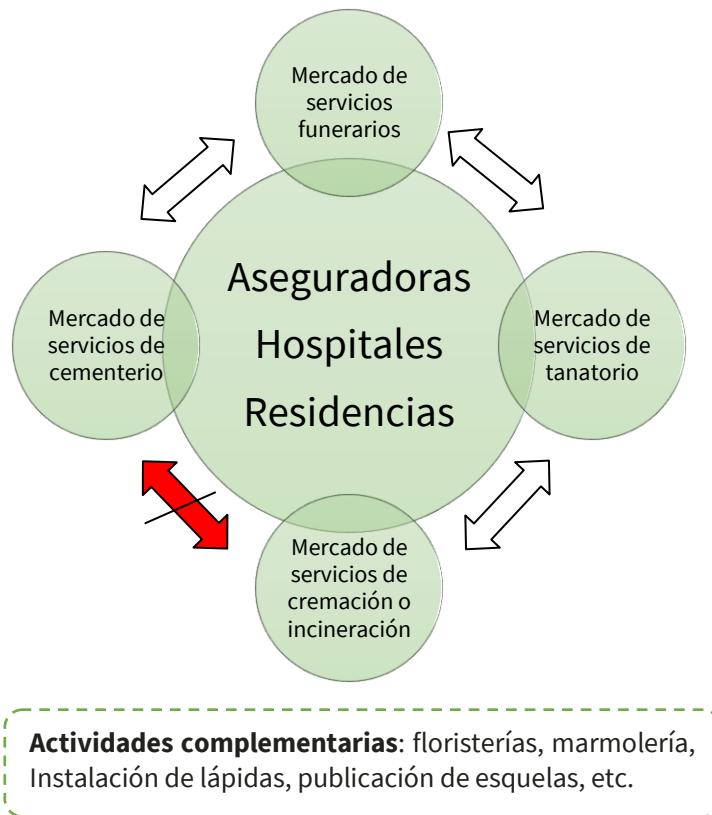 Mercado de
servicios
funerarios
Aseguradoras
Hospitales
Residencias
Mercado de
servicios de
cementerio
Mercado de
servicios de
tanatorio
Mercado de
servicios de
cremación o
incineración
Actividades complementarias: floristerías, marmolería,
Instalación de lápidas, publicación de esquelas, etc.